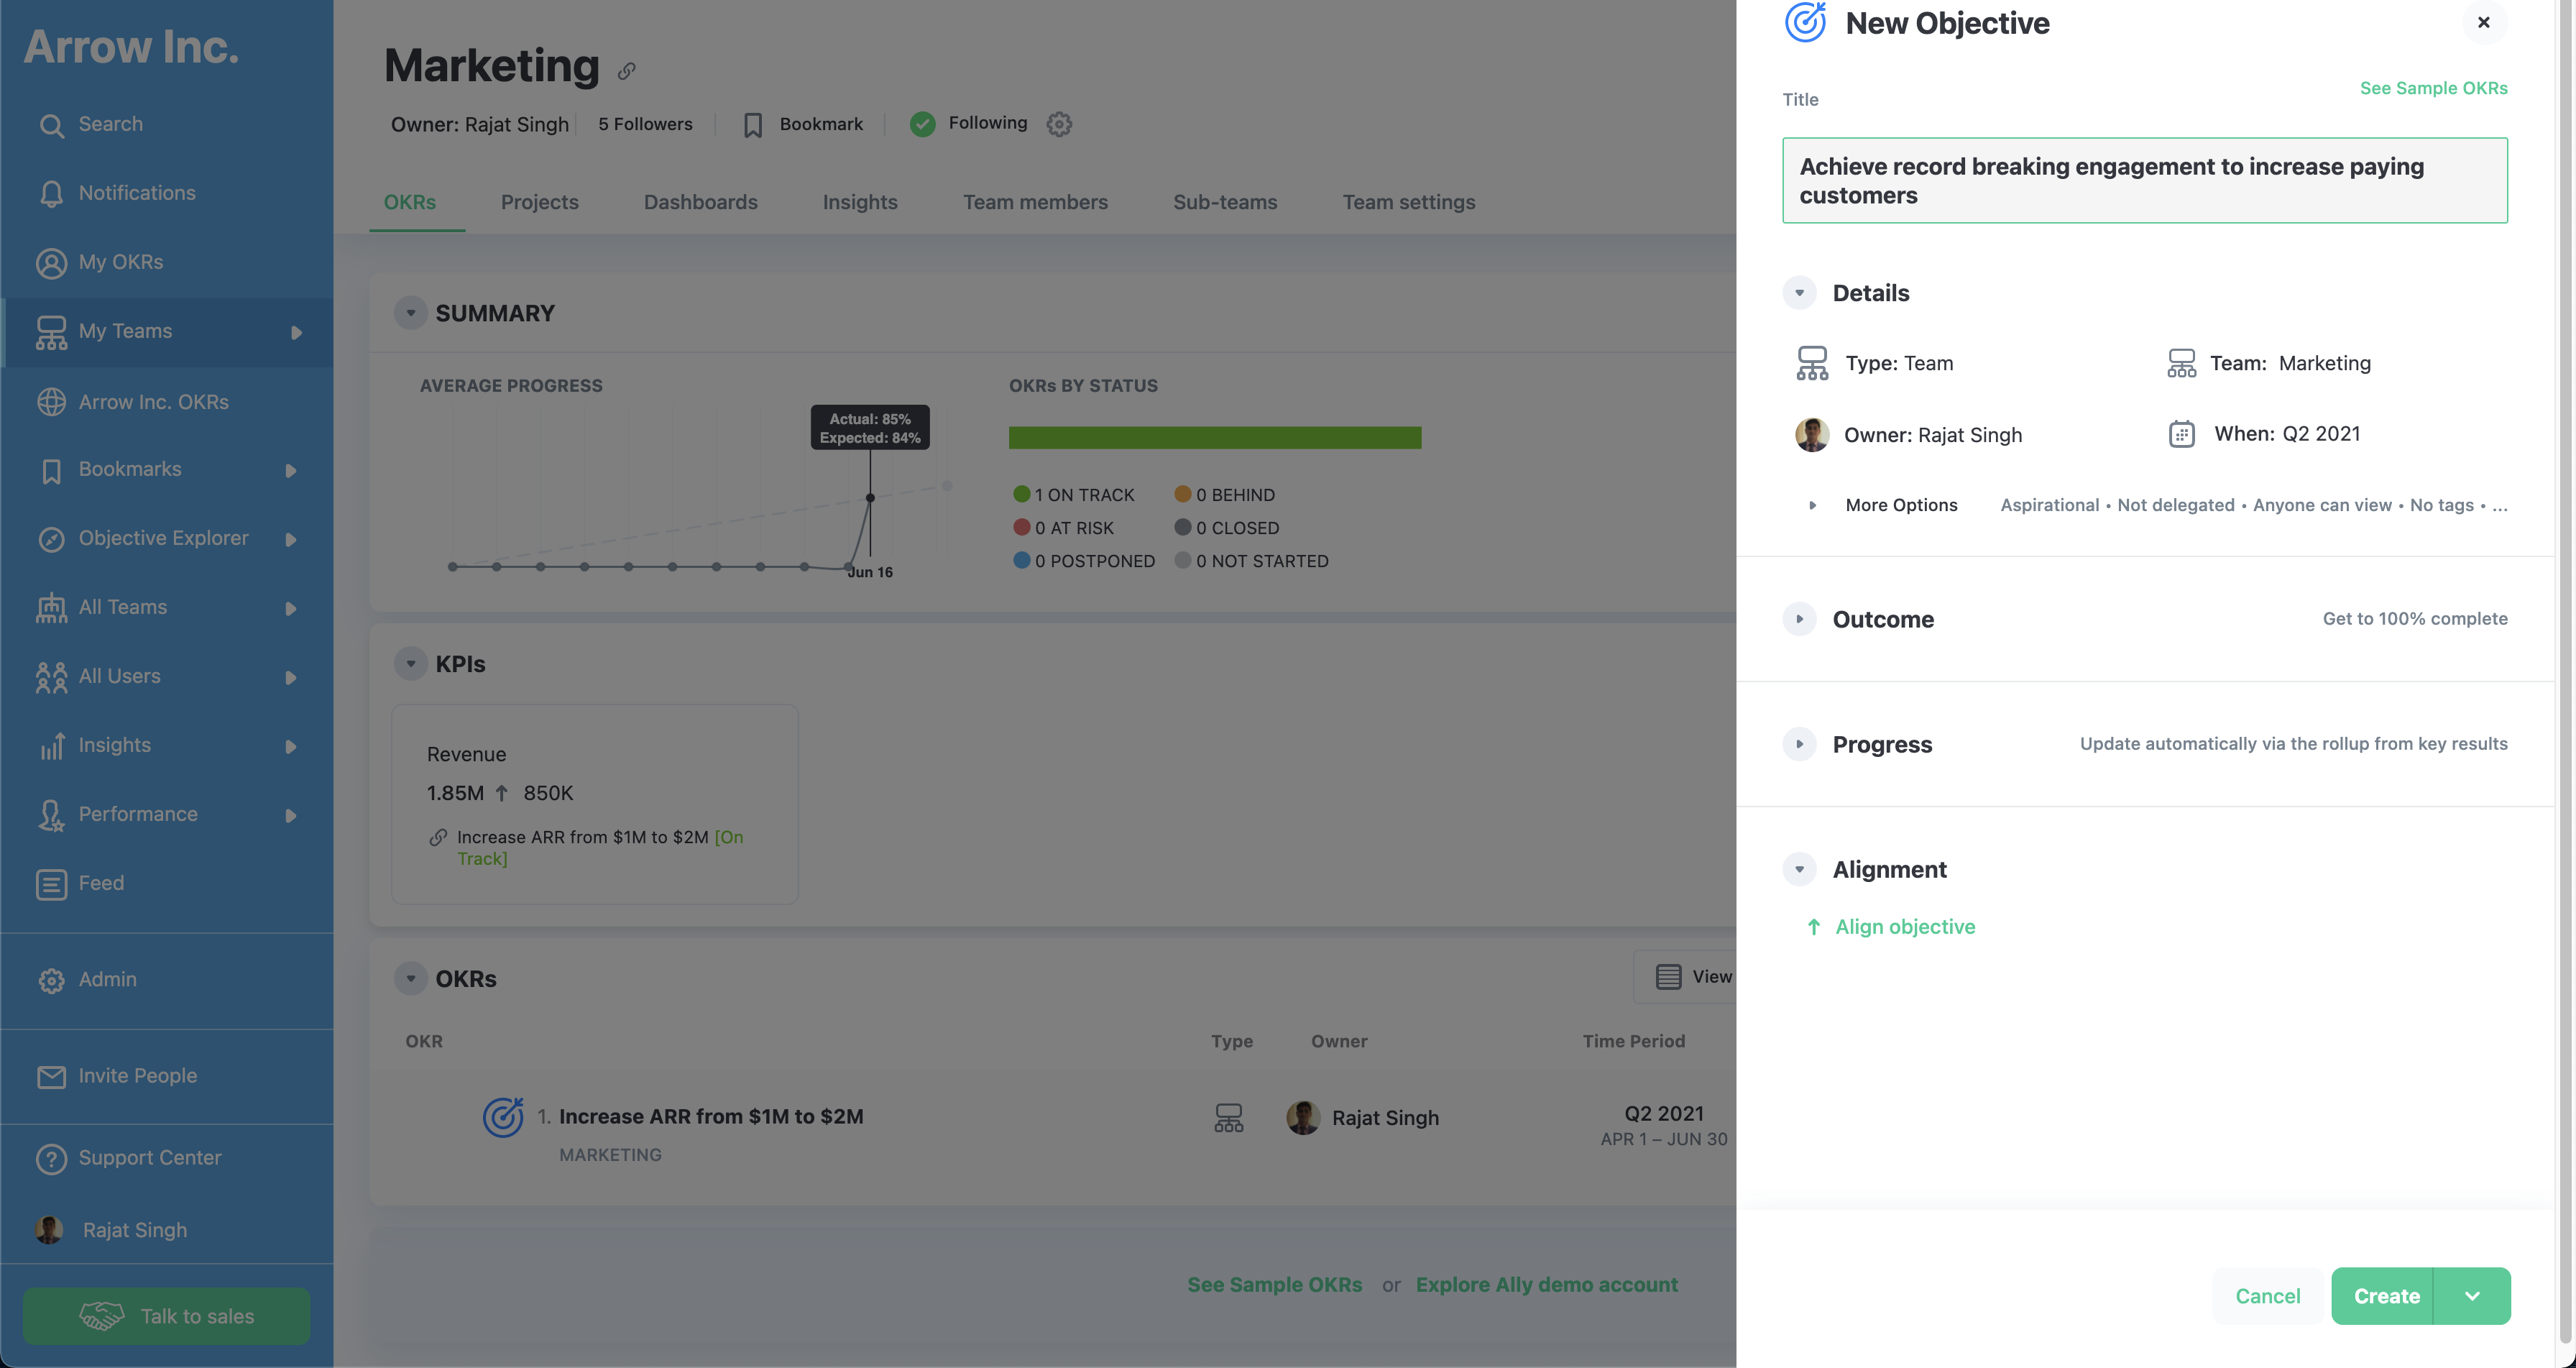 Arrow Inc.
Search
Notifications
My OKRs
My Teams
Arrow Inc. OKRs
Bookmarks
Objective Explorer
All Teams
All Users
Insights
Performance
Feed
Admin
Invite People
Support Center
Rajat Singh
Talk to sales
Marketing
Owner: Rajat Singh
5 Followers
Bookmark
Following
OKRs
Projects
Dashboards
Insights
Team members
Sub-teams
Team settings
SUMMARY
AVERAGE PROGRESS
Actual: 85%
Expected: 84%
Jun 16
OKRs BY STATUS
1 ON TRACK
0 BEHIND
0 AT RISK
0 CLOSED
0 POSTPONED
0 NOT STARTED
KPIs
Revenue
1.85M ↑ 850K
Increase ARR from $1M to $2M [On
Track]
OKRs
View
OKR
Type
Owner
Time Period
1. Increase ARR from $1M to $2M
MARKETING
Rajat Singh
Q2 2021
APR 1 – JUN 30
See Sample OKRs or Explore Ally demo account
New Objective
See Sample OKRs
Title
Achieve record breaking engagement to increase paying
customers
Details
Type: Team
Team: Marketing
Owner: Rajat Singh
When: Q2 2021
More Options
Aspirational • Not delegated • Anyone can view • No tags • ...
Outcome
Get to 100% complete
Progress
Update automatically via the rollup from key results
Alignment
↑ Align objective
Cancel
Create